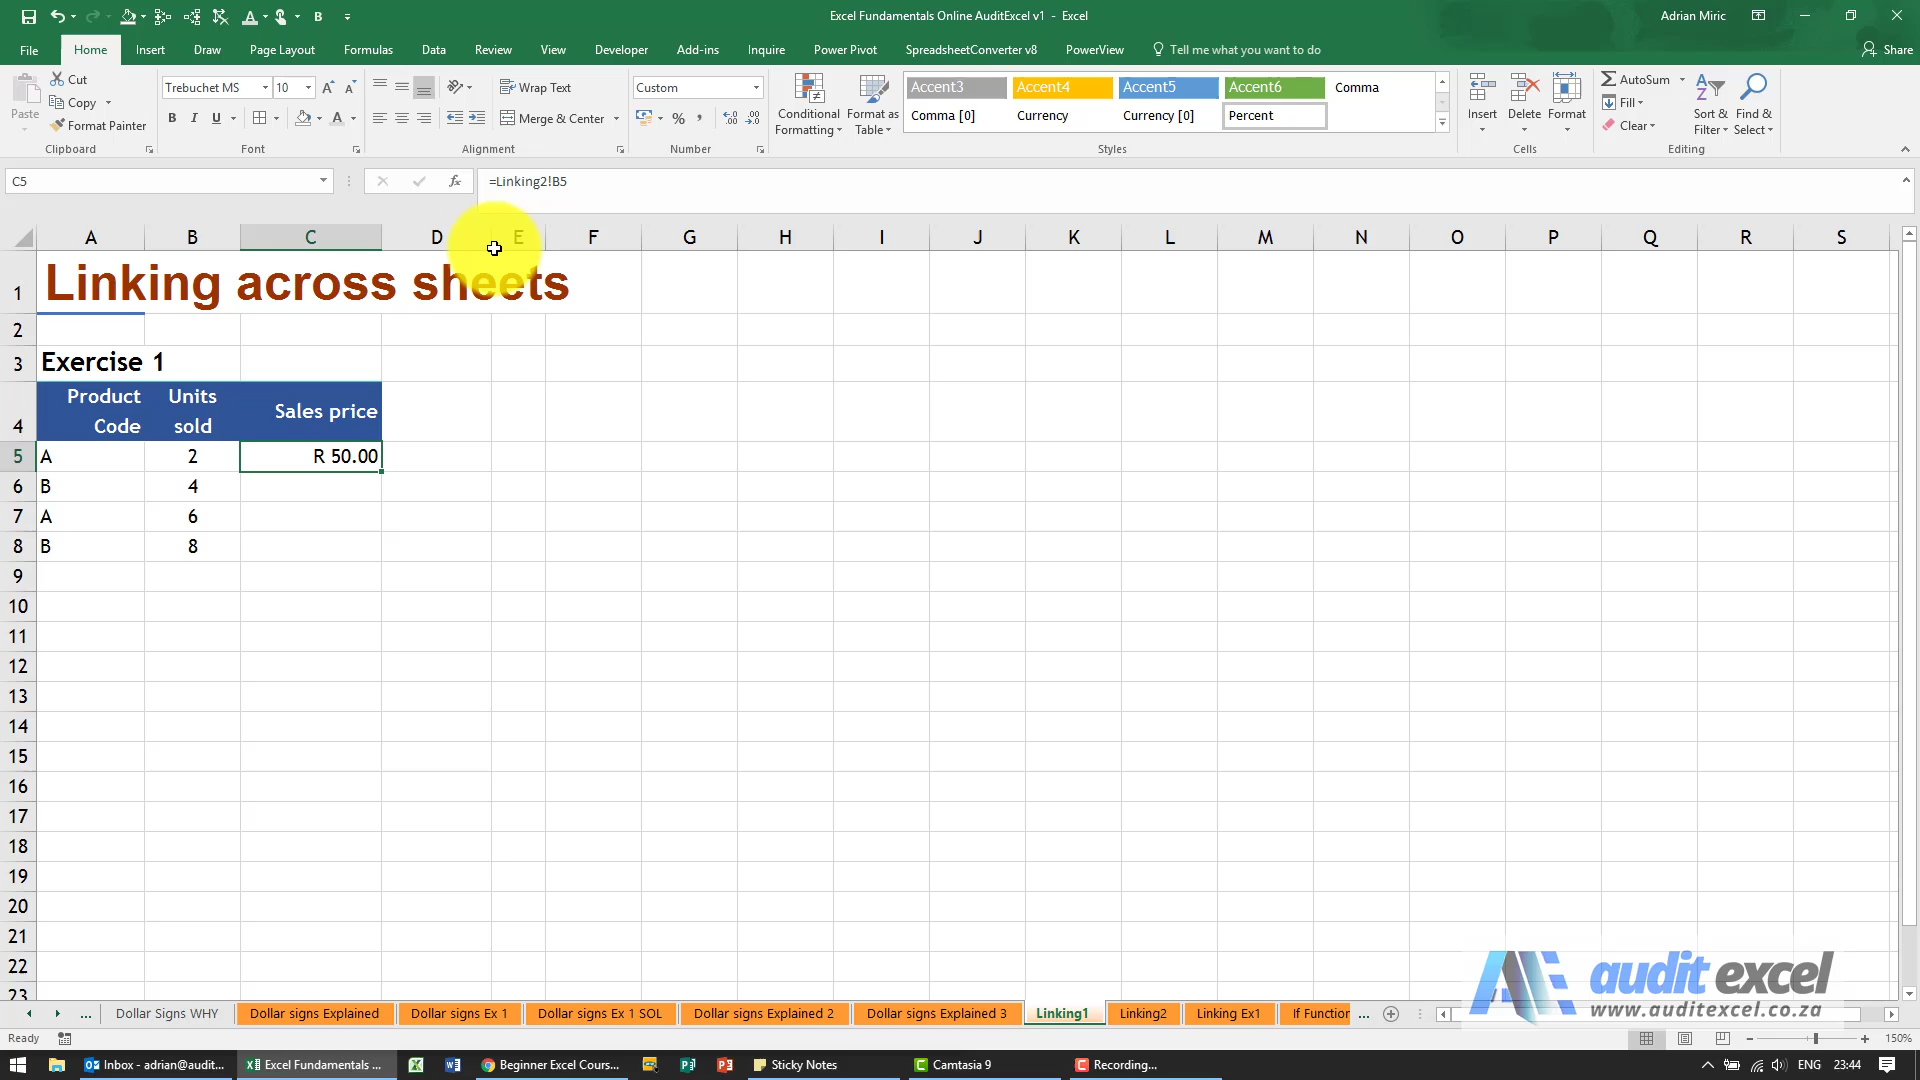 Excel Fundamentals Online AuditExcel v1 - Excel
Adrian Miric
File Home Insert Draw Page Layout Formulas Data Review View Developer Add-ins Inquire Power Pivot SpreadsheetConverter v8 PowerView Tell me what you want to do Share
Paste
Cut
Copy
Format Painter
Clipboard
Trebuchet MS 10
B I U
Font
Wrap Text
Merge & Center
Alignment
Custom
%
Number
Conditional Formatting
Format as Table
Accent3 Accent4 Accent5 Accent6 Comma
Comma [0] Currency Currency [0] Percent
Styles
Insert Delete Format
Cells
AutoSum
Fill
Clear
Sort & Filter
Find & Select
Editing
C5 fx =Linking2!B5
A B C D E F G H I J K L M N O P Q R S
1 Linking across sheets
2
3 Exercise 1
4 Product Code Units sold Sales price
5 A 2 R 50.00
6 B 4
7 A 6
8 B 8
9
10
11
12
13
14
15
16
17
18
19
20
21
22
23
audit excel
www.auditexcel.co.za
... Dollar Signs WHY Dollar signs Explained Dollar signs Ex 1 Dollar signs Ex 1 SOL Dollar signs Explained 2 Dollar signs Explained 3 Linking1 Linking2 Linking Ex1 If Function ...
Ready 150%
Inbox - adrian@audit... Excel Fundamentals ... Beginner Excel Cours... Sticky Notes Camtasia 9 Recording... ENG 23:44